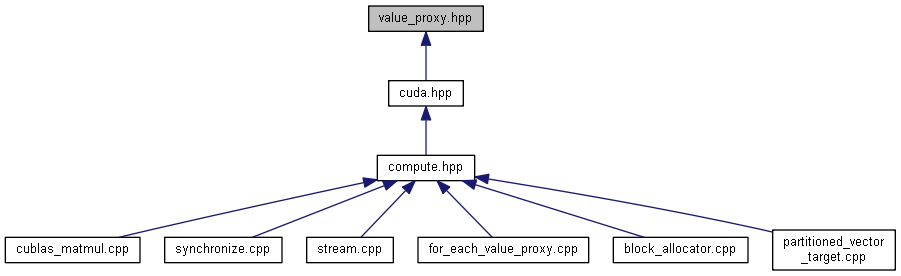 value_proxy.hpp
cuda.hpp
compute.hpp
cublas_matmul.cpp
synchronize.cpp
stream.cpp
for_each_value_proxy.cpp
block_allocator.cpp
partitioned_vector
_target.cpp